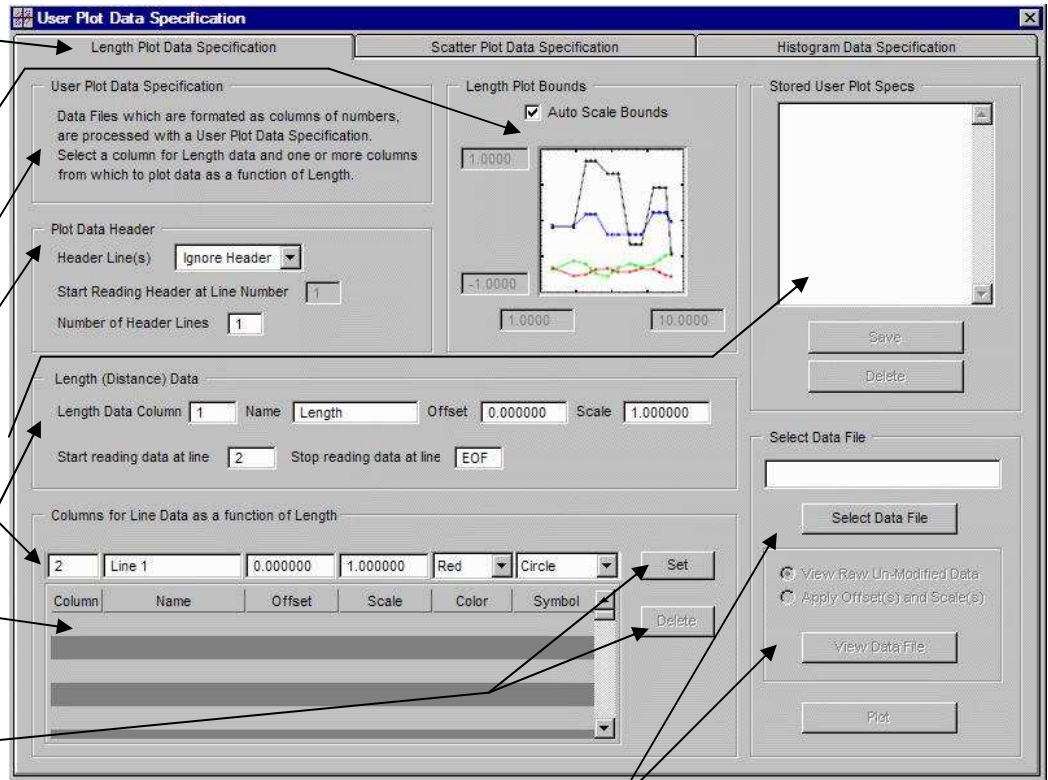 User Plot Data Specification
Length Plot Data Specification
Scatter Plot Data Specification
Histogram Data Specification
User Plot Data Specification
Data Files which are formated as columns of numbers,
are processed with a User Plot Data Specification.
Select a column for Length data and one or more columns
from which to plot data as a function of Length.
Length Plot Bounds
Auto Scale Bounds
1.0000
-1.0000
1.0000
10.0000
Stored User Plot Specs
Save
Delete
Plot Data Header
Header Line(s)
Ignore Header
Start Reading Header at Line Number 1
Number of Header Lines 1
Length (Distance) Data
Length Data Column 1 Name Length Offset 0.000000 Scale 1.000000
Start reading data at line 2 Stop reading data at line EOF
Select Data File
Select Data File
View Raw Un-Modified Data
Apply Offset(s) and Scale(s)
View Data File
Plot
Columns for Line Data as a function of Length
2 Line 1 0.000000 1.000000 Red Circle Set
Column Name Offset Scale Color Symbol
Delete